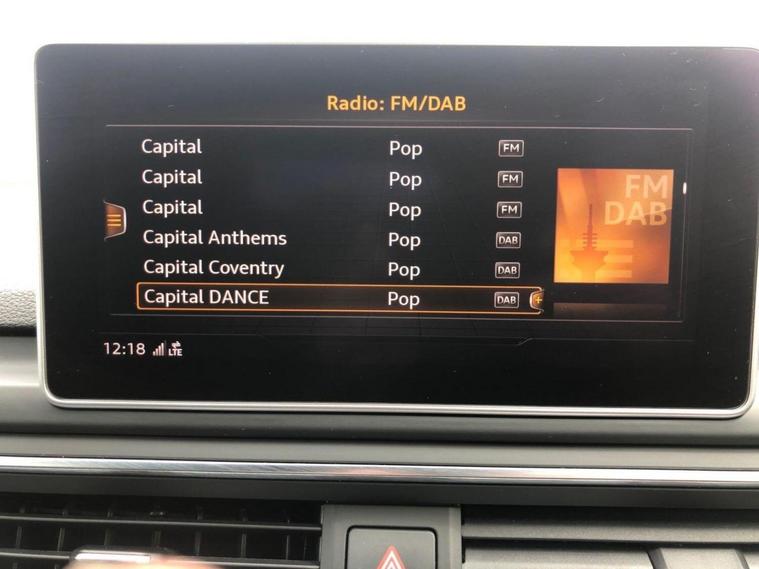 Radio: FM/DAB
Capital Pop FM
Capital Pop FM
Capital Pop FM
Capital Anthems Pop DAB
Capital Coventry Pop DAB
Capital DANCE Pop DAB
FM
DAB
12:18 LTE